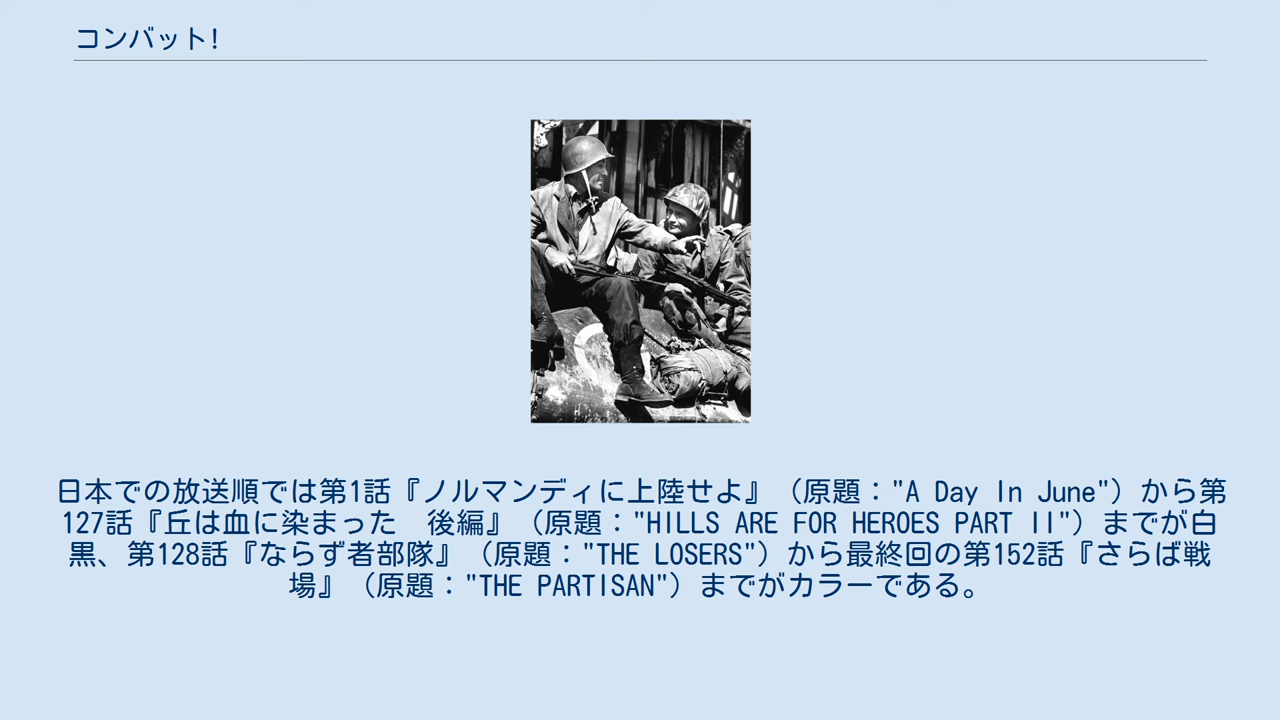 コンバット!
日本での放送順では第1話『ノルマンディに上陸せよ』（原題："A Day In June"）から第
127話『丘は血に染まった　後編』（原題："HILLS ARE FOR HEROES PART II"）までが白
黒、第128話『ならず者部隊』（原題："THE LOSERS"）から最終回の第152話『さらば戦
場』（原題："THE PARTISAN"）までがカラーである。